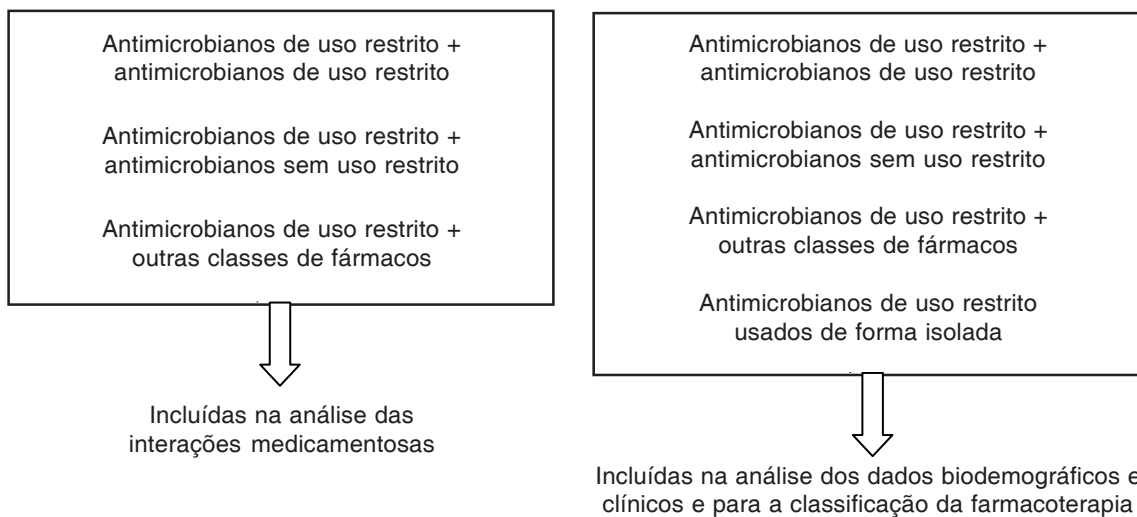 Antimicrobianos de uso restrito +
antimicrobianos de uso restrito
Antimicrobianos de uso restrito +
antimicrobianos sem uso restrito
Antimicrobianos de uso restrito +
outras classes de fármacos
Incluídas na análise das
interações medicamentosas
Antimicrobianos de uso restrito +
antimicrobianos de uso restrito
Antimicrobianos de uso restrito +
antimicrobianos sem uso restrito
Antimicrobianos de uso restrito +
outras classes de fármacos
Antimicrobianos de uso restrito
usados de forma isolada
Incluídas na análise dos dados biodemográficos e
clínicos e para a classificação da farmacoterapia